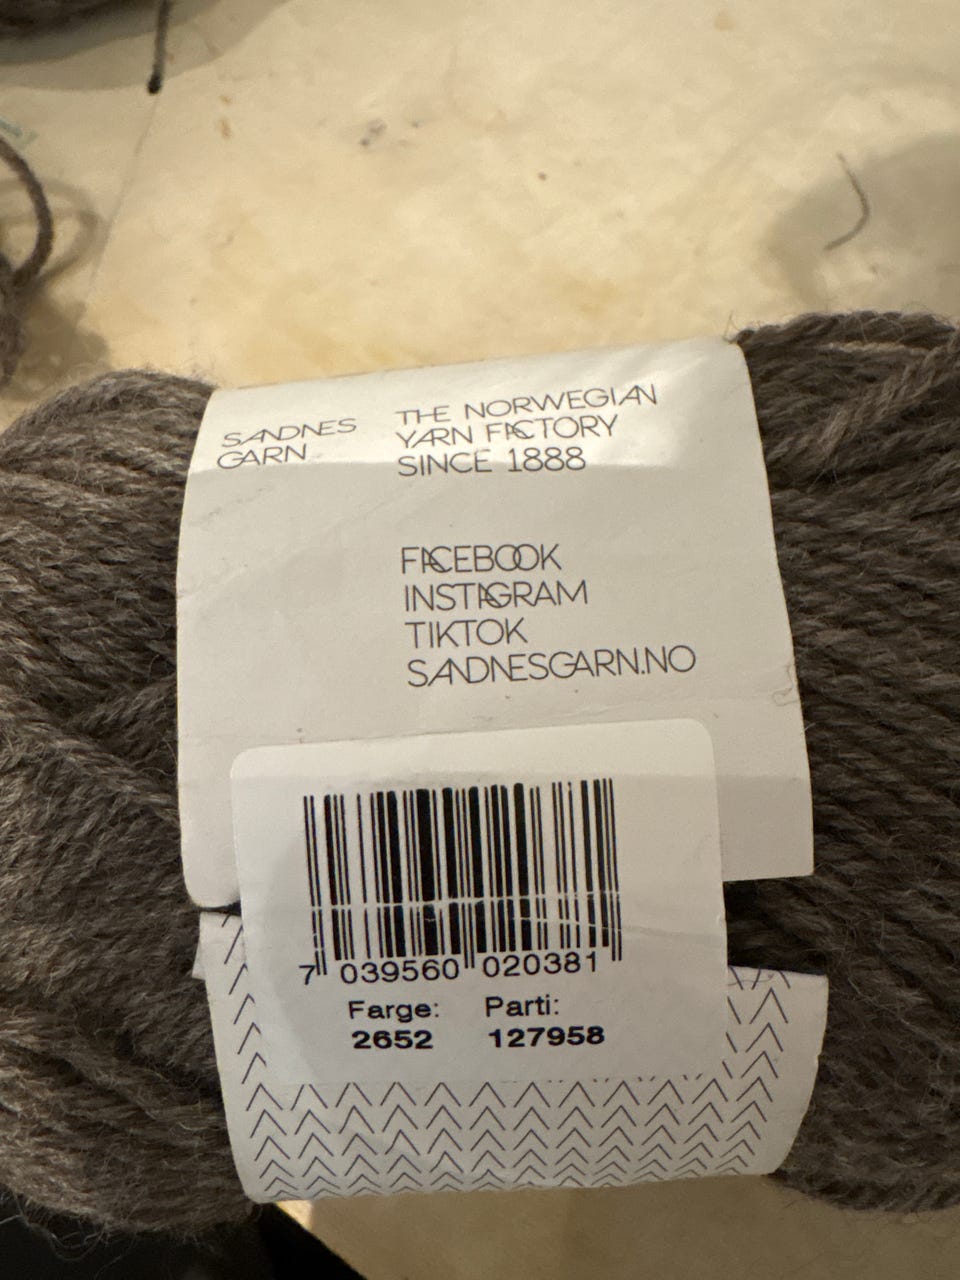 SANDNES
GARN
THE NORWEGIAN
YARN FACTORY
SINCE 1888
FACEBOOK
INSTAGRAM
TIKTOK
SANDNESGARN.NO
7 039560 020381
Farge: Parti:
2652 127958